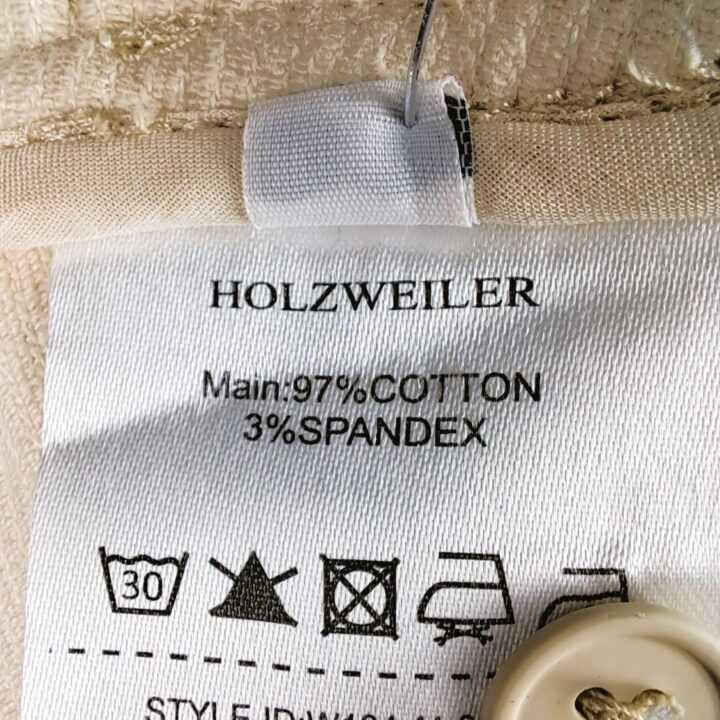 HOLZWEILER
Main:97%COTTON
3%SPANDEX
30
STYLE ID:W